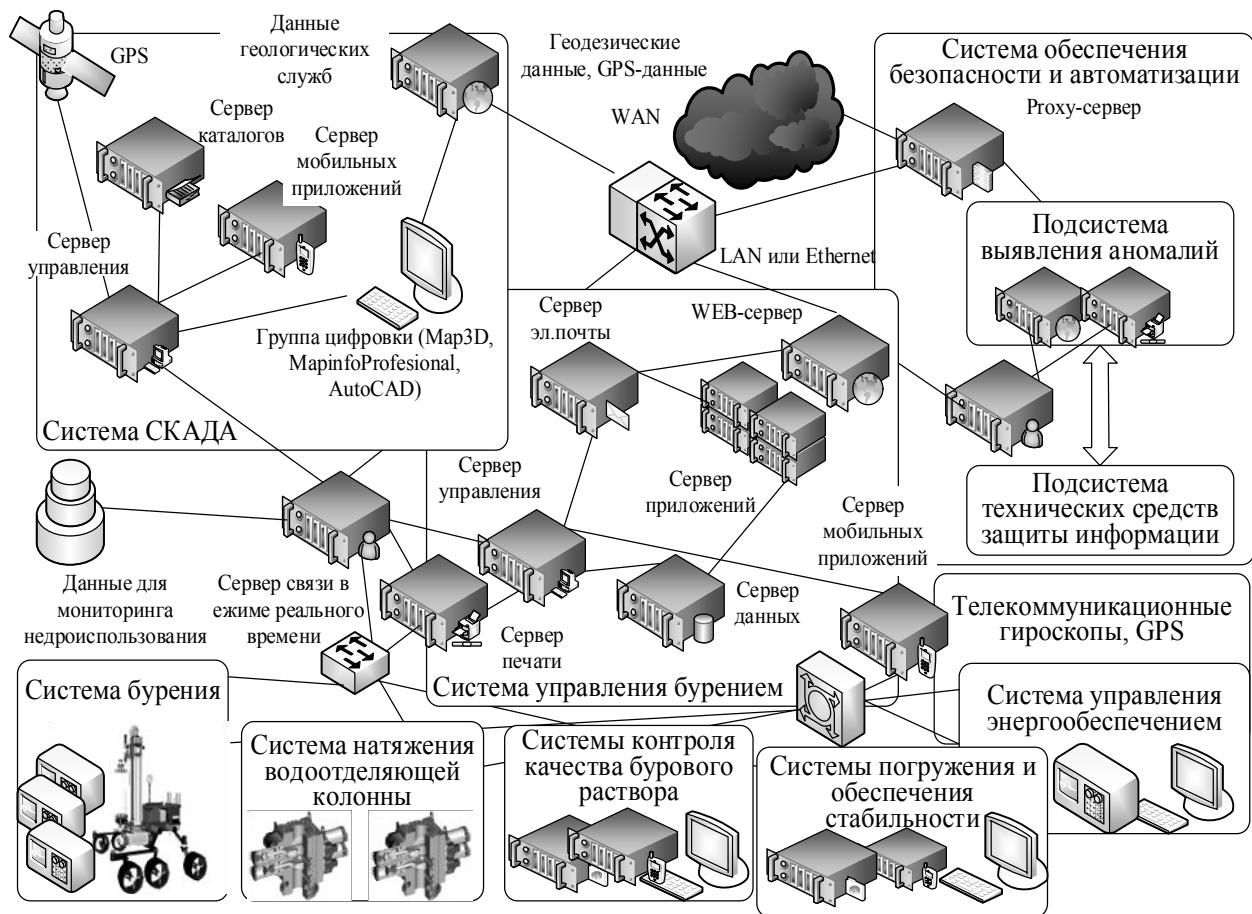 GPS
Данные
геологических
служб
Геодезические
данные, GPS-данные
WAN
Система обеспечения
безопасности и автоматизации
Proxy-сервер
Сервер
каталогов
Сервер
мобильных
приложений
Сервер
управления
Группа цифровки (Map3D,
MapinfoProfesional,
AutoCAD)
Система СКАДА
LAN или Ethernet
Подсистема
выявления аномалий
Сервер
эл.почты
WEB-сервер
Сервер
управления
Сервер
приложений
Сервер
мобильных
приложений
Подсистема
технических средств
защиты информации
Данные для
мониторинга
недроиспользования
Сервер связи в
ежиме реального
времени
Сервер
печати
Сервер
данных
Система управления бурением
Телекоммуникационные
гироскопы, GPS
Система бурения
Система натяжения
водоотделяющей
колонны
Системы контроля
качества бурового
раствора
Системы погружения и
обеспечения
стабильности
Система управления
энергообеспечением